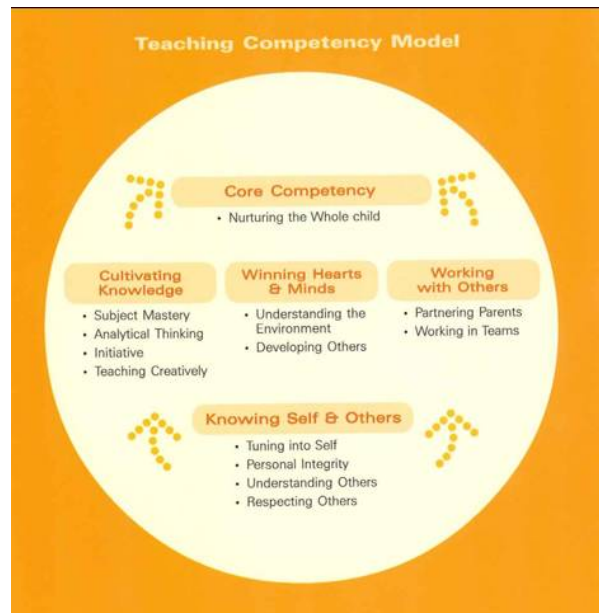 Teaching Competency Model
Core Competency
• Nurturing the Whole child
Cultivating
Knowledge
• Subject Mastery
• Analytical Thinking
• Initiative
• Teaching Creatively
Winning Hearts
& Minds
• Understanding the
Environment
• Developing Others
Working
with Others
• Partnering Parents
• Working in Teams
Knowing Self & Others
• Tuning into Self
• Personal Integrity
• Understanding Others
• Respecting Others